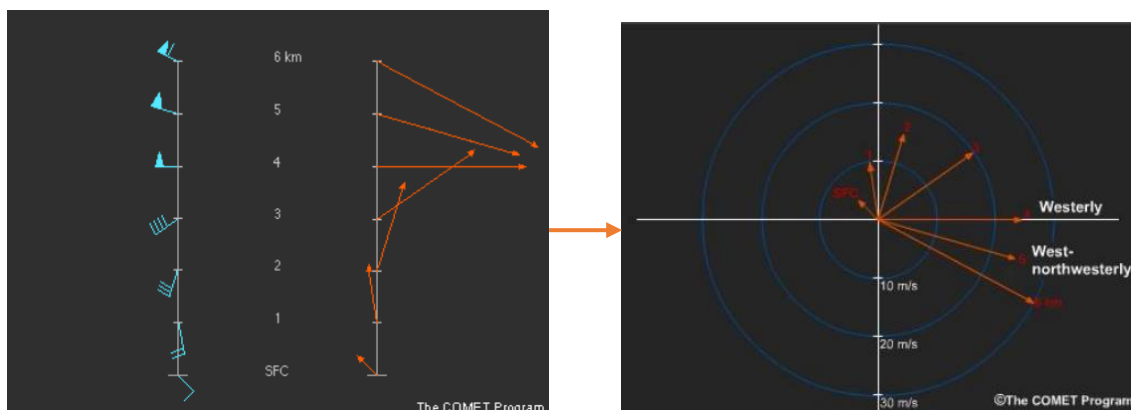 6 km
5
4
3
2
1
SFC
The COMET Program
SFC
1
2
3
4
5
6 km
Westerly
West-
northwesterly
10 m/s
20 m/s
30 m/s
©The COMET Program